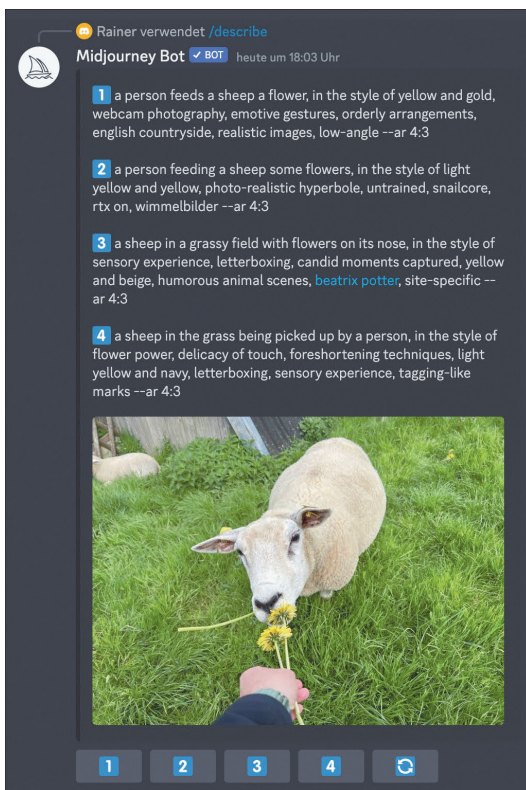 Rainer verwendet /describe
Midjourney Bot ✓ BOT heute um 18:03 Uhr
1 a person feeds a sheep a flower, in the style of yellow and gold,
webcam photography, emotive gestures, orderly arrangements,
english countryside, realistic images, low-angle --ar 4:3
2 a person feeding a sheep some flowers, in the style of light
yellow and yellow, photo-realistic hyperbole, untrained, snailcore,
rtx on, wimmelbilder --ar 4:3
3 a sheep in a grassy field with flowers on its nose, in the style of
sensory experience, letterboxing, candid moments captured, yellow
and beige, humorous animal scenes, beatrix potter, site-specific --
ar 4:3
4 a sheep in the grass being picked up by a person, in the style of
flower power, delicacy of touch, foreshortening techniques, light
yellow and navy, letterboxing, sensory experience, tagging-like
marks --ar 4:3
1 2 3 4